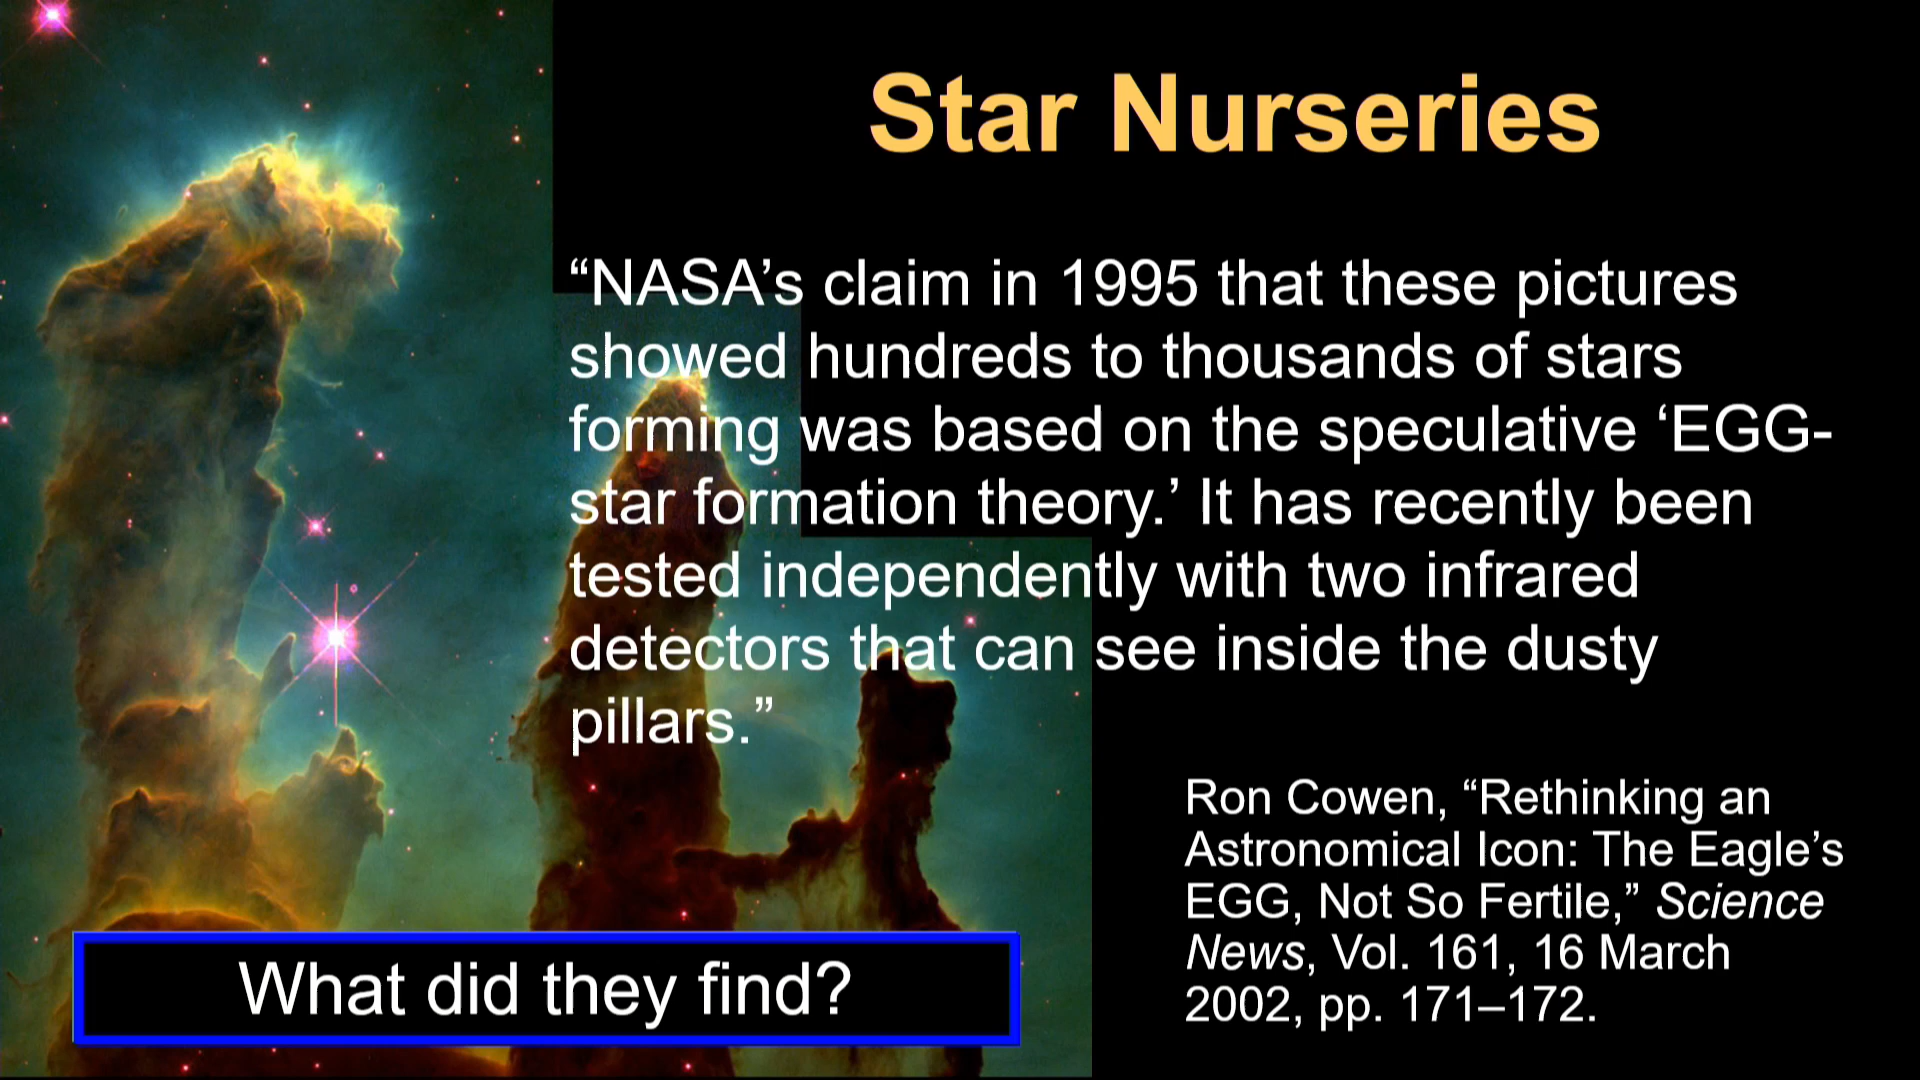 Star Nurseries
“NASA’s claim in 1995 that these pictures
showed hundreds to thousands of stars
forming was based on the speculative ‘EGG-
star formation theory.’ It has recently been
tested independently with two infrared
detectors that can see inside the dusty
pillars.”
Ron Cowen, “Rethinking an
Astronomical Icon: The Eagle’s
EGG, Not So Fertile,” Science
News, Vol. 161, 16 March
2002, pp. 171–172.
What did they find?